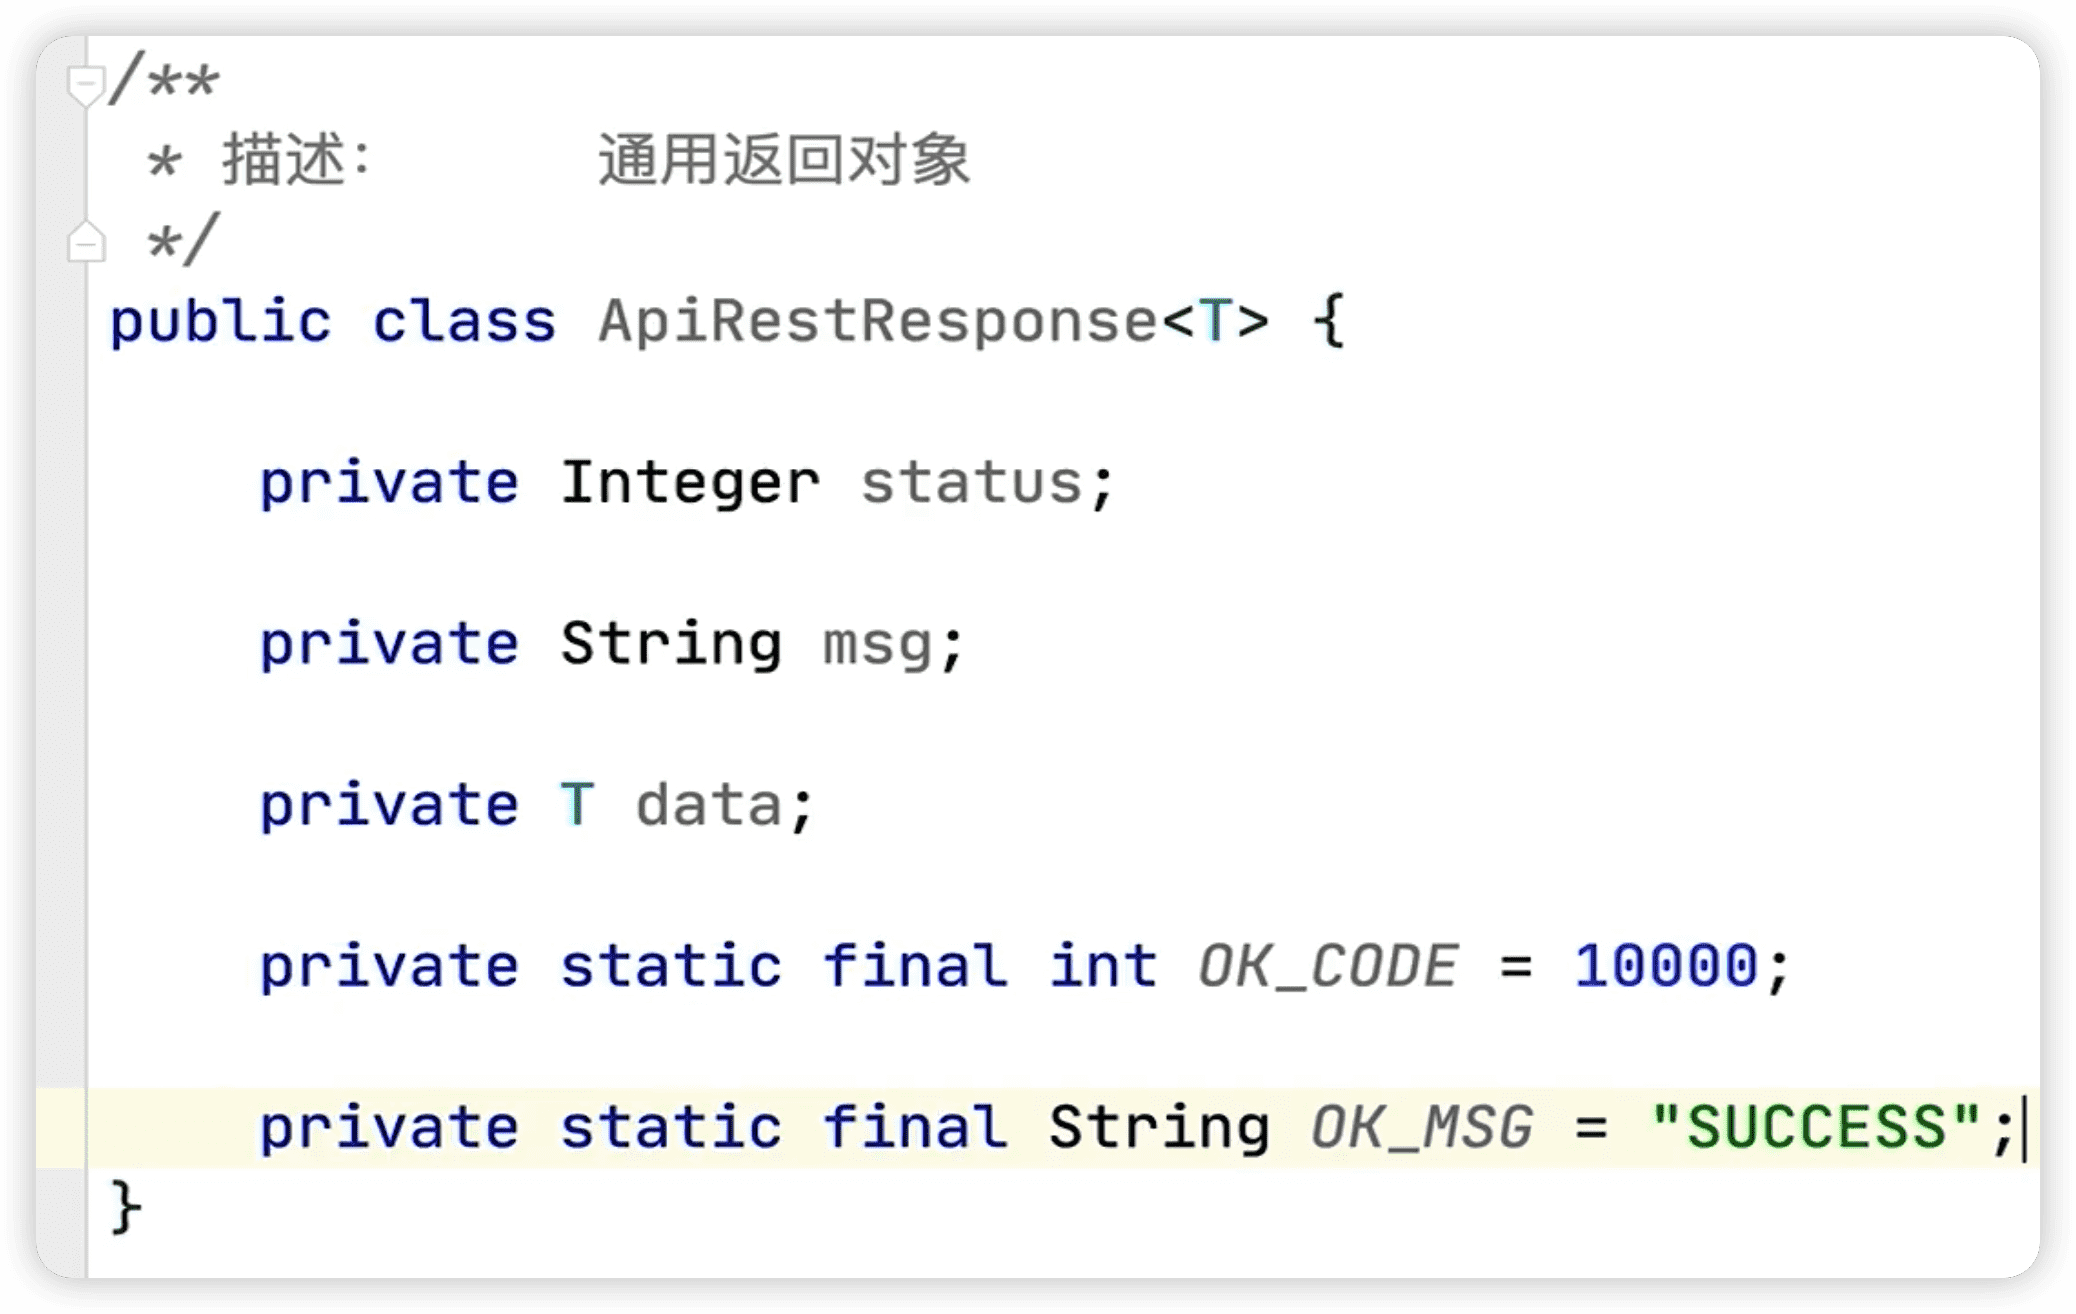 /**
 * 描述：     通用返回对象
 */
public class ApiRestResponse<T> {
    private Integer status;
    private String msg;
    private T data;
    private static final int OK_CODE = 10000;
    private static final String OK_MSG = "SUCCESS";
}